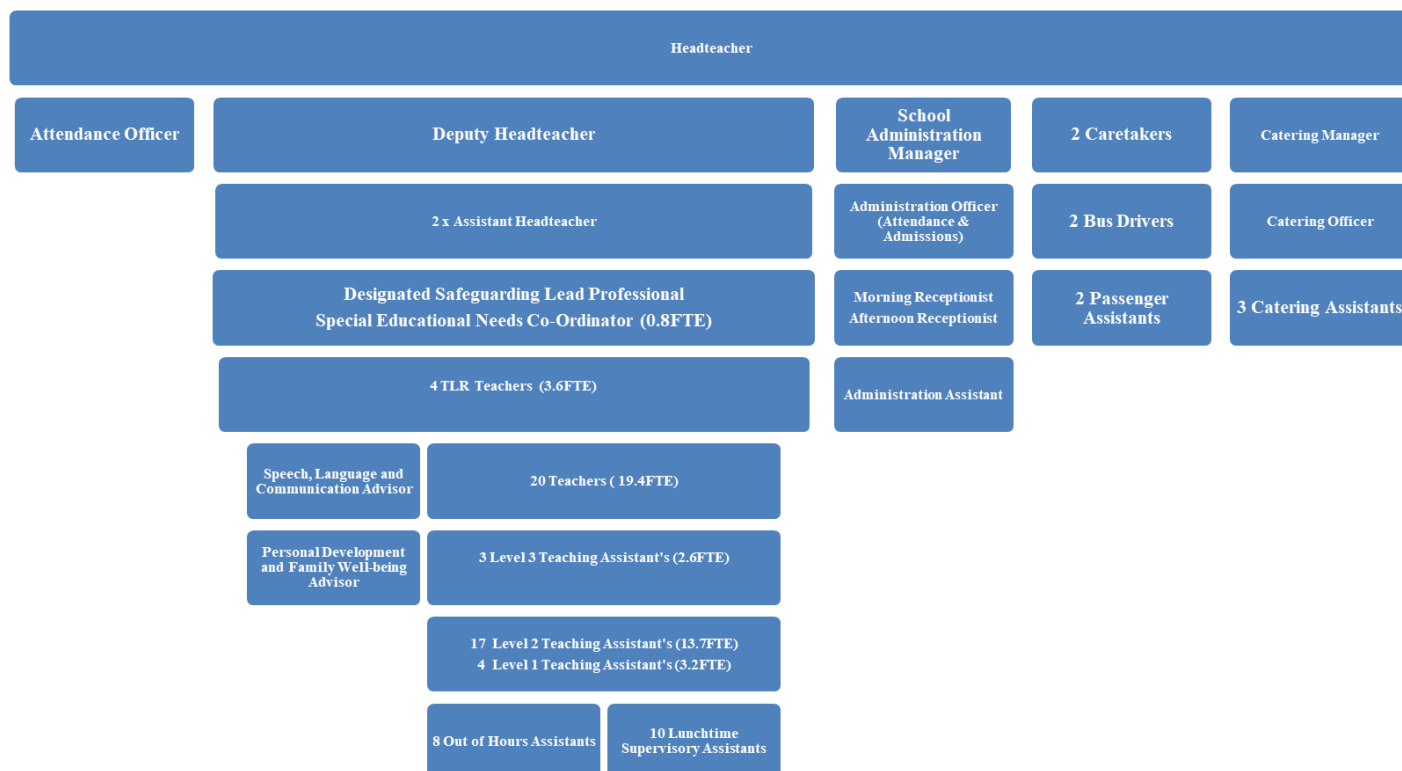 Headteacher
Attendance Officer
Deputy Headteacher
School
Administration
Manager
2 Caretakers
Catering Manager
2 x Assistant Headteacher
Administration Officer
(Attendance &
Admissions)
2 Bus Drivers
Catering Officer
Designated Safeguarding Lead Professional
Special Educational Needs Co-Ordinator (0.8FTE)
Morning Receptionist
Afternoon Receptionist
2 Passenger
Assistants
3 Catering Assistants
4 TLR Teachers (3.6FTE)
Administration Assistant
Speech, Language and
Communication Advisor
20 Teachers ( 19.4FTE)
Personal Development
and Family Well-being
Advisor
3 Level 3 Teaching Assistant's (2.6FTE)
17 Level 2 Teaching Assistant's (13.7FTE)
4 Level 1 Teaching Assistant's (3.2FTE)
8 Out of Hours Assistants
10 Lunchtime
Supervisory Assistants